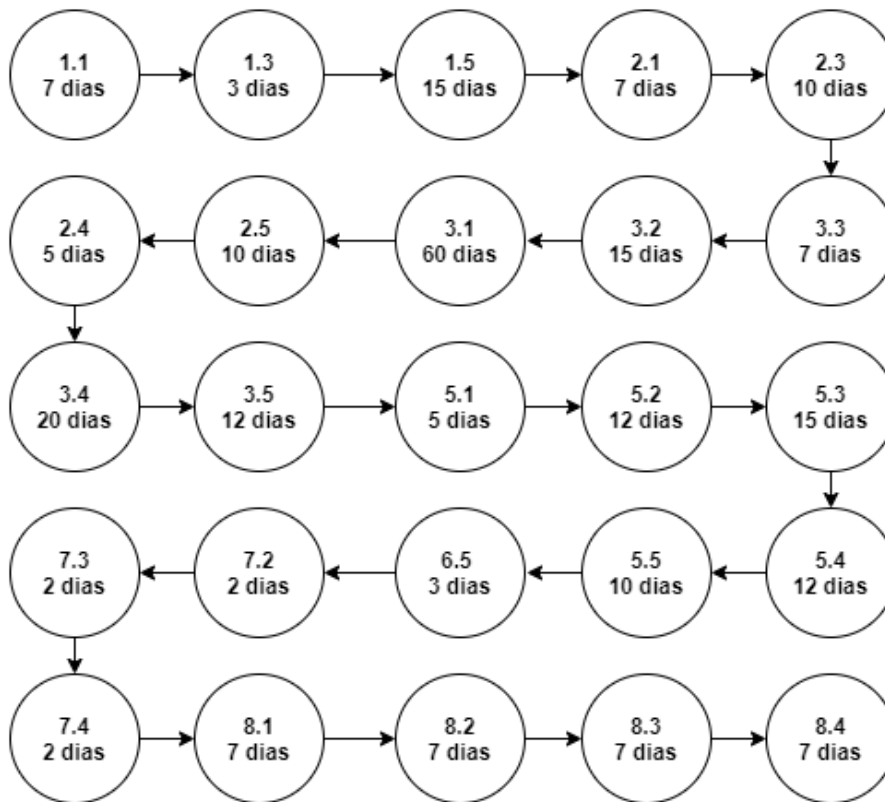 1.1
7 dias
1.3
3 dias
1.5
15 dias
2.1
7 dias
2.3
10 dias
2.4
5 dias
2.5
10 dias
3.1
60 dias
3.2
15 dias
3.3
7 dias
3.4
20 dias
3.5
12 dias
5.1
5 dias
5.2
12 dias
5.3
15 dias
7.3
2 dias
7.2
2 dias
6.5
3 dias
5.5
10 dias
5.4
12 dias
7.4
2 dias
8.1
7 dias
8.2
7 dias
8.3
7 dias
8.4
7 dias